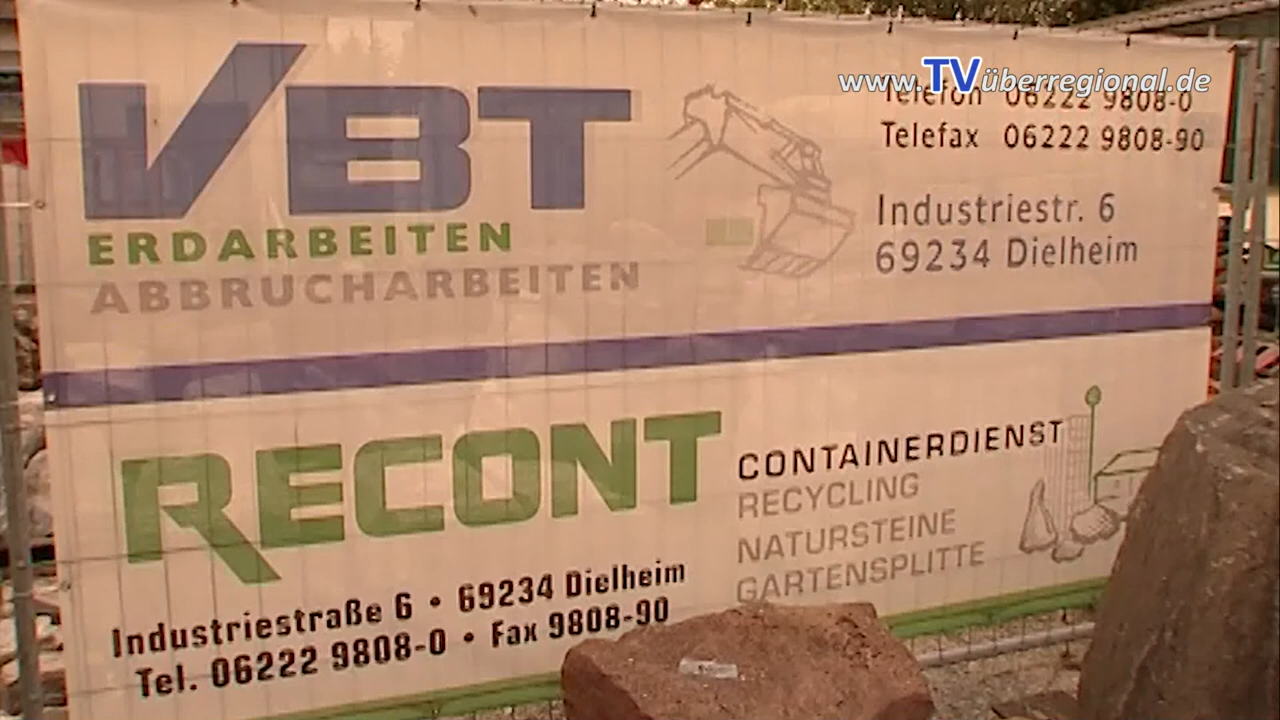 www.TVüberregional.de
VBT
ERDARBEITEN
ABBRUCHARBEITEN
Telefon 06222 9808-0
Telefax 06222 9808-90
Industriestr. 6
69234 Dielheim
RECONT
CONTAINERDIENST
RECYCLING
NATURSTEINE
GARTENSPLITTE
Industriestraße 6 • 69234 Dielheim
Tel. 06222 9808-0 • Fax 9808-90